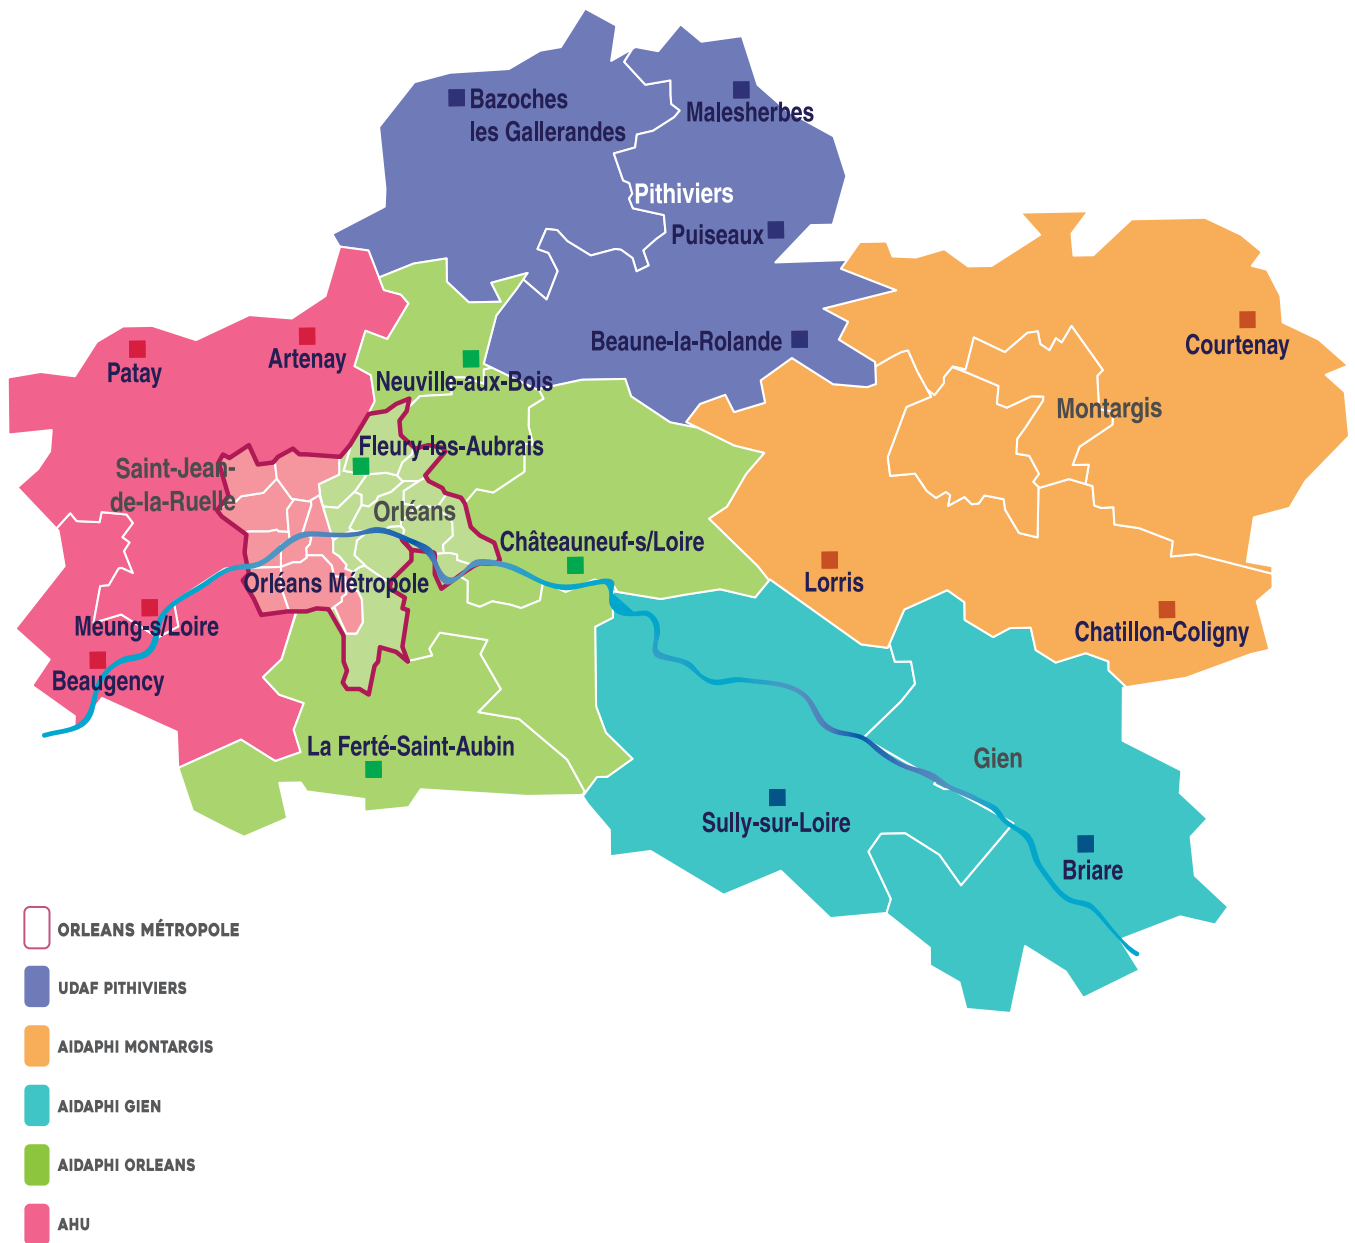 Bazoches
les Gallerandes
Malesherbes
Pithiviers
Puiseaux
Beaune-la-Rolande
Courtenay
Patay
Artenay
Neuville-aux-Bois
Montargis
Fleury-les-Aubrais
Saint-Jean-
de-la-Ruelle
Orléans
Châteauneuf-s/Loire
Orléans Métropole
Lorris
Meung-s/Loire
Chatillon-Coligny
Beaugency
La Ferté-Saint-Aubin
Gien
Sully-sur-Loire
Briare
ORLEANS MÉTROPOLE
UDAF PITHIVIERS
AIDAPHI MONTARGIS
AIDAPHI GIEN
AIDAPHI ORLEANS
AHU